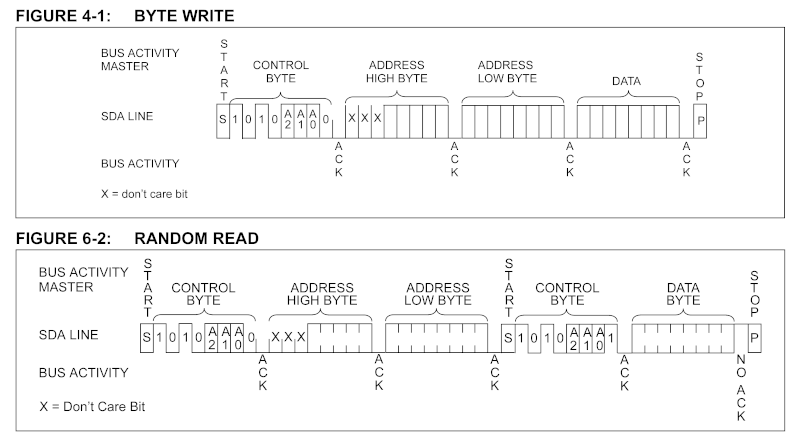 FIGURE 4-1: BYTE WRITE
BUS ACTIVITY
MASTER
START
CONTROL
BYTE
ADDRESS
HIGH BYTE
ADDRESS
LOW BYTE
DATA
STOP
SDA LINE
S 1 0 1 0 A2 A1 A0 0 X X X P
BUS ACTIVITY
ACK ACK ACK ACK
X = don't care bit
FIGURE 6-2: RANDOM READ
BUS ACTIVITY
MASTER
START
CONTROL
BYTE
ADDRESS
HIGH BYTE
ADDRESS
LOW BYTE
START
CONTROL
BYTE
DATA
BYTE
STOP
SDA LINE
S 1 0 1 0 A2 A1 A0 0 X X X S 1 0 1 0 A2 A1 A0 1 P
BUS ACTIVITY
ACK ACK ACK ACK NO ACK
X = Don't Care Bit